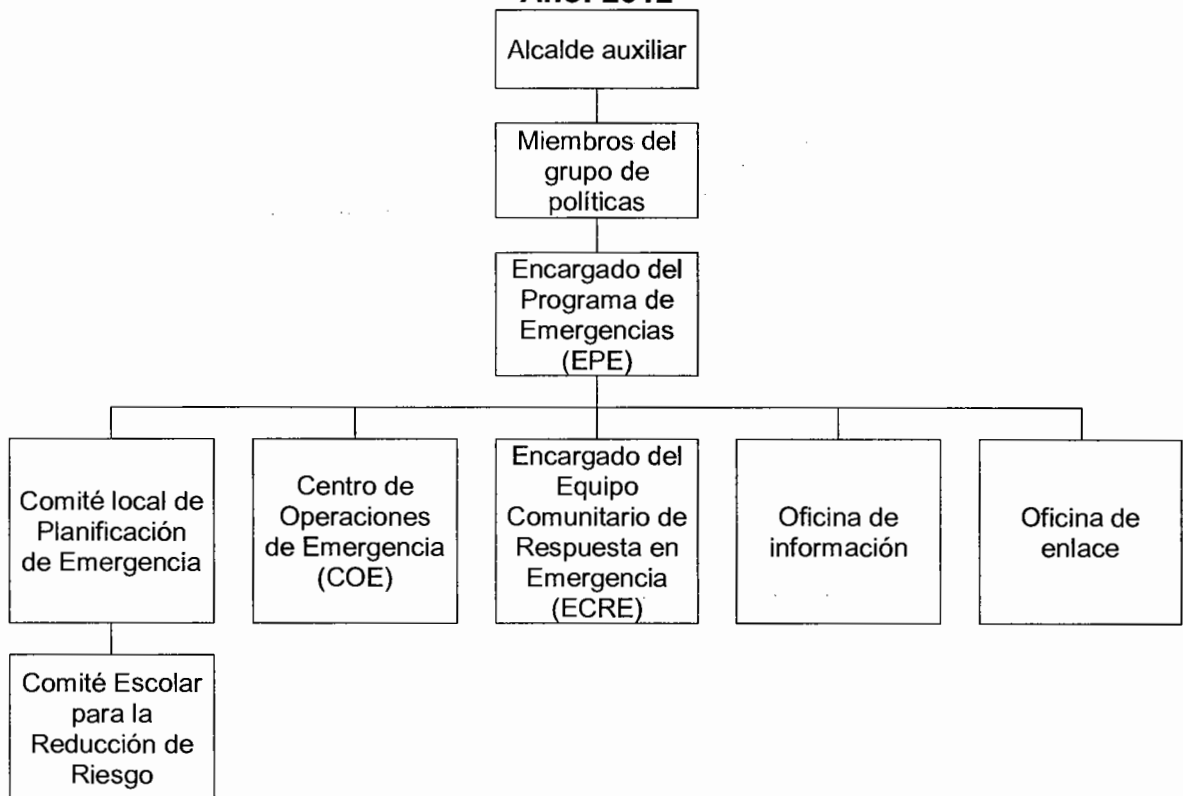 Alcalde auxiliar
Miembros del
grupo de
políticas
Encargado del
Programa de
Emergencias
(EPE)
Comité local de
Planificación
de Emergencia
Centro de
Operaciones
de Emergencia
(COE)
Encargado del
Equipo
Comunitario de
Respuesta en
Emergencia
(ECRE)
Oficina de
información
Oficina de
enlace
Comité Escolar
para la
Reducción de
Riesgo